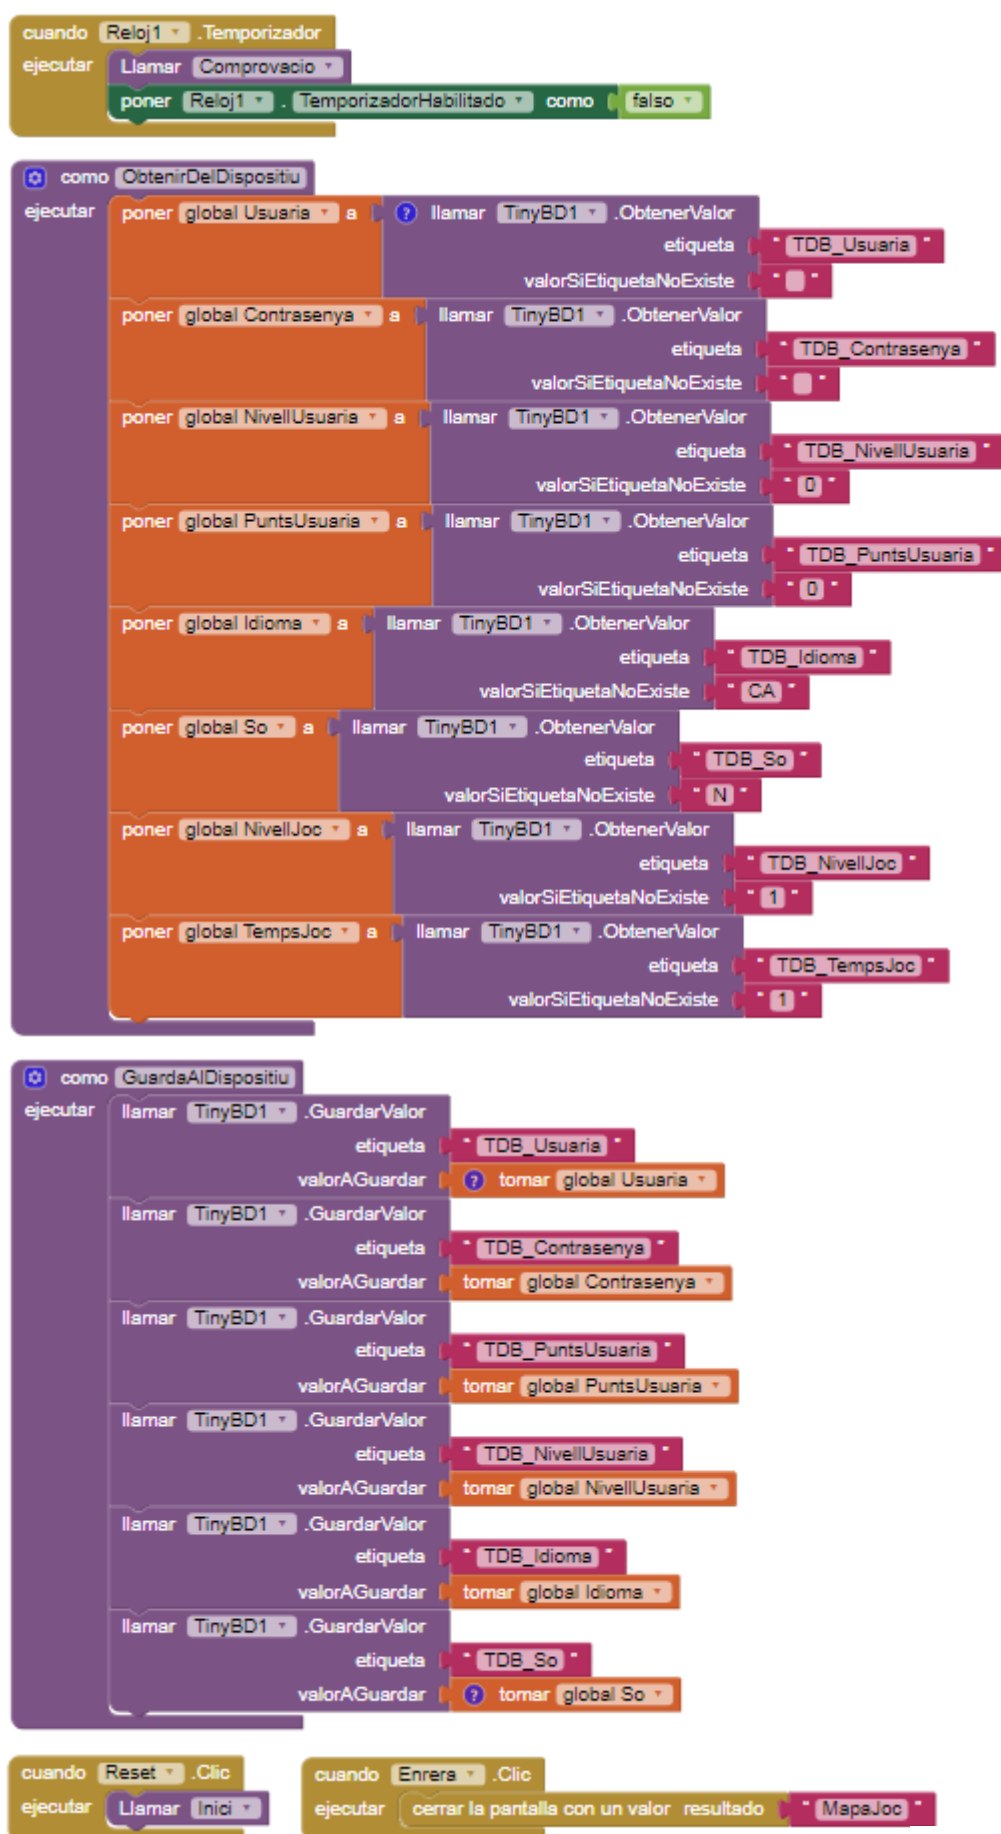 cuando Reloj1 .Temporizador
ejecutar Llamar Comprovacio
poner Reloj1 . TemporizadorHabilitado como falso
como ObtenirDelDispositiu
ejecutar poner global Usuaria a ? llamar TinyBD1 .ObtenerValor
etiqueta " TDB_Usuaria "
valorSiEtiquetaNoExiste " "
poner global Contrasenya a llamar TinyBD1 .ObtenerValor
etiqueta " TDB_Contrasenya "
valorSiEtiquetaNoExiste " "
poner global NivellUsuaria a llamar TinyBD1 .ObtenerValor
etiqueta " TDB_NivellUsuaria "
valorSiEtiquetaNoExiste " 0 "
poner global PuntsUsuaria a llamar TinyBD1 .ObtenerValor
etiqueta " TDB_PuntsUsuaria "
valorSiEtiquetaNoExiste " 0 "
poner global Idioma a llamar TinyBD1 .ObtenerValor
etiqueta " TDB_Idioma "
valorSiEtiquetaNoExiste " CA "
poner global So a llamar TinyBD1 .ObtenerValor
etiqueta " TDB_So "
valorSiEtiquetaNoExiste " N "
poner global NivellJoc a llamar TinyBD1 .ObtenerValor
etiqueta " TDB_NivellJoc "
valorSiEtiquetaNoExiste " 1 "
poner global TempsJoc a llamar TinyBD1 .ObtenerValor
etiqueta " TDB_TempsJoc "
valorSiEtiquetaNoExiste " 1 "
como GuardaAlDispositiu
ejecutar llamar TinyBD1 .GuardarValor
etiqueta " TDB_Usuaria "
valorAGuardar ? tomar global Usuaria
llamar TinyBD1 .GuardarValor
etiqueta " TDB_Contrasenya "
valorAGuardar tomar global Contrasenya
llamar TinyBD1 .GuardarValor
etiqueta " TDB_PuntsUsuaria "
valorAGuardar tomar global PuntsUsuaria
llamar TinyBD1 .GuardarValor
etiqueta " TDB_NivellUsuaria "
valorAGuardar tomar global NivellUsuaria
llamar TinyBD1 .GuardarValor
etiqueta " TDB_Idioma "
valorAGuardar tomar global Idioma
llamar TinyBD1 .GuardarValor
etiqueta " TDB_So "
valorAGuardar ? tomar global So
cuando Reset .Clic
ejecutar Llamar Inici
cuando Enrera .Clic
ejecutar cerrar la pantalla con un valor resultado " MapaJoc "